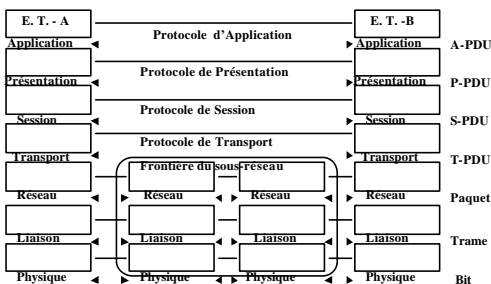 E. T. - A E. T. -B
Protocole d'Application
Application Application A-PDU
Protocole de Présentation
Présentation Présentation P-PDU
Protocole de Session
Session Session S-PDU
Protocole de Transport
Transport Frontière du sous-réseau Transport T-PDU
Réseau Réseau Réseau Réseau Paquet
Liaison Liaison Liaison Liaison Trame
Physique Physique Physique Physique Bit